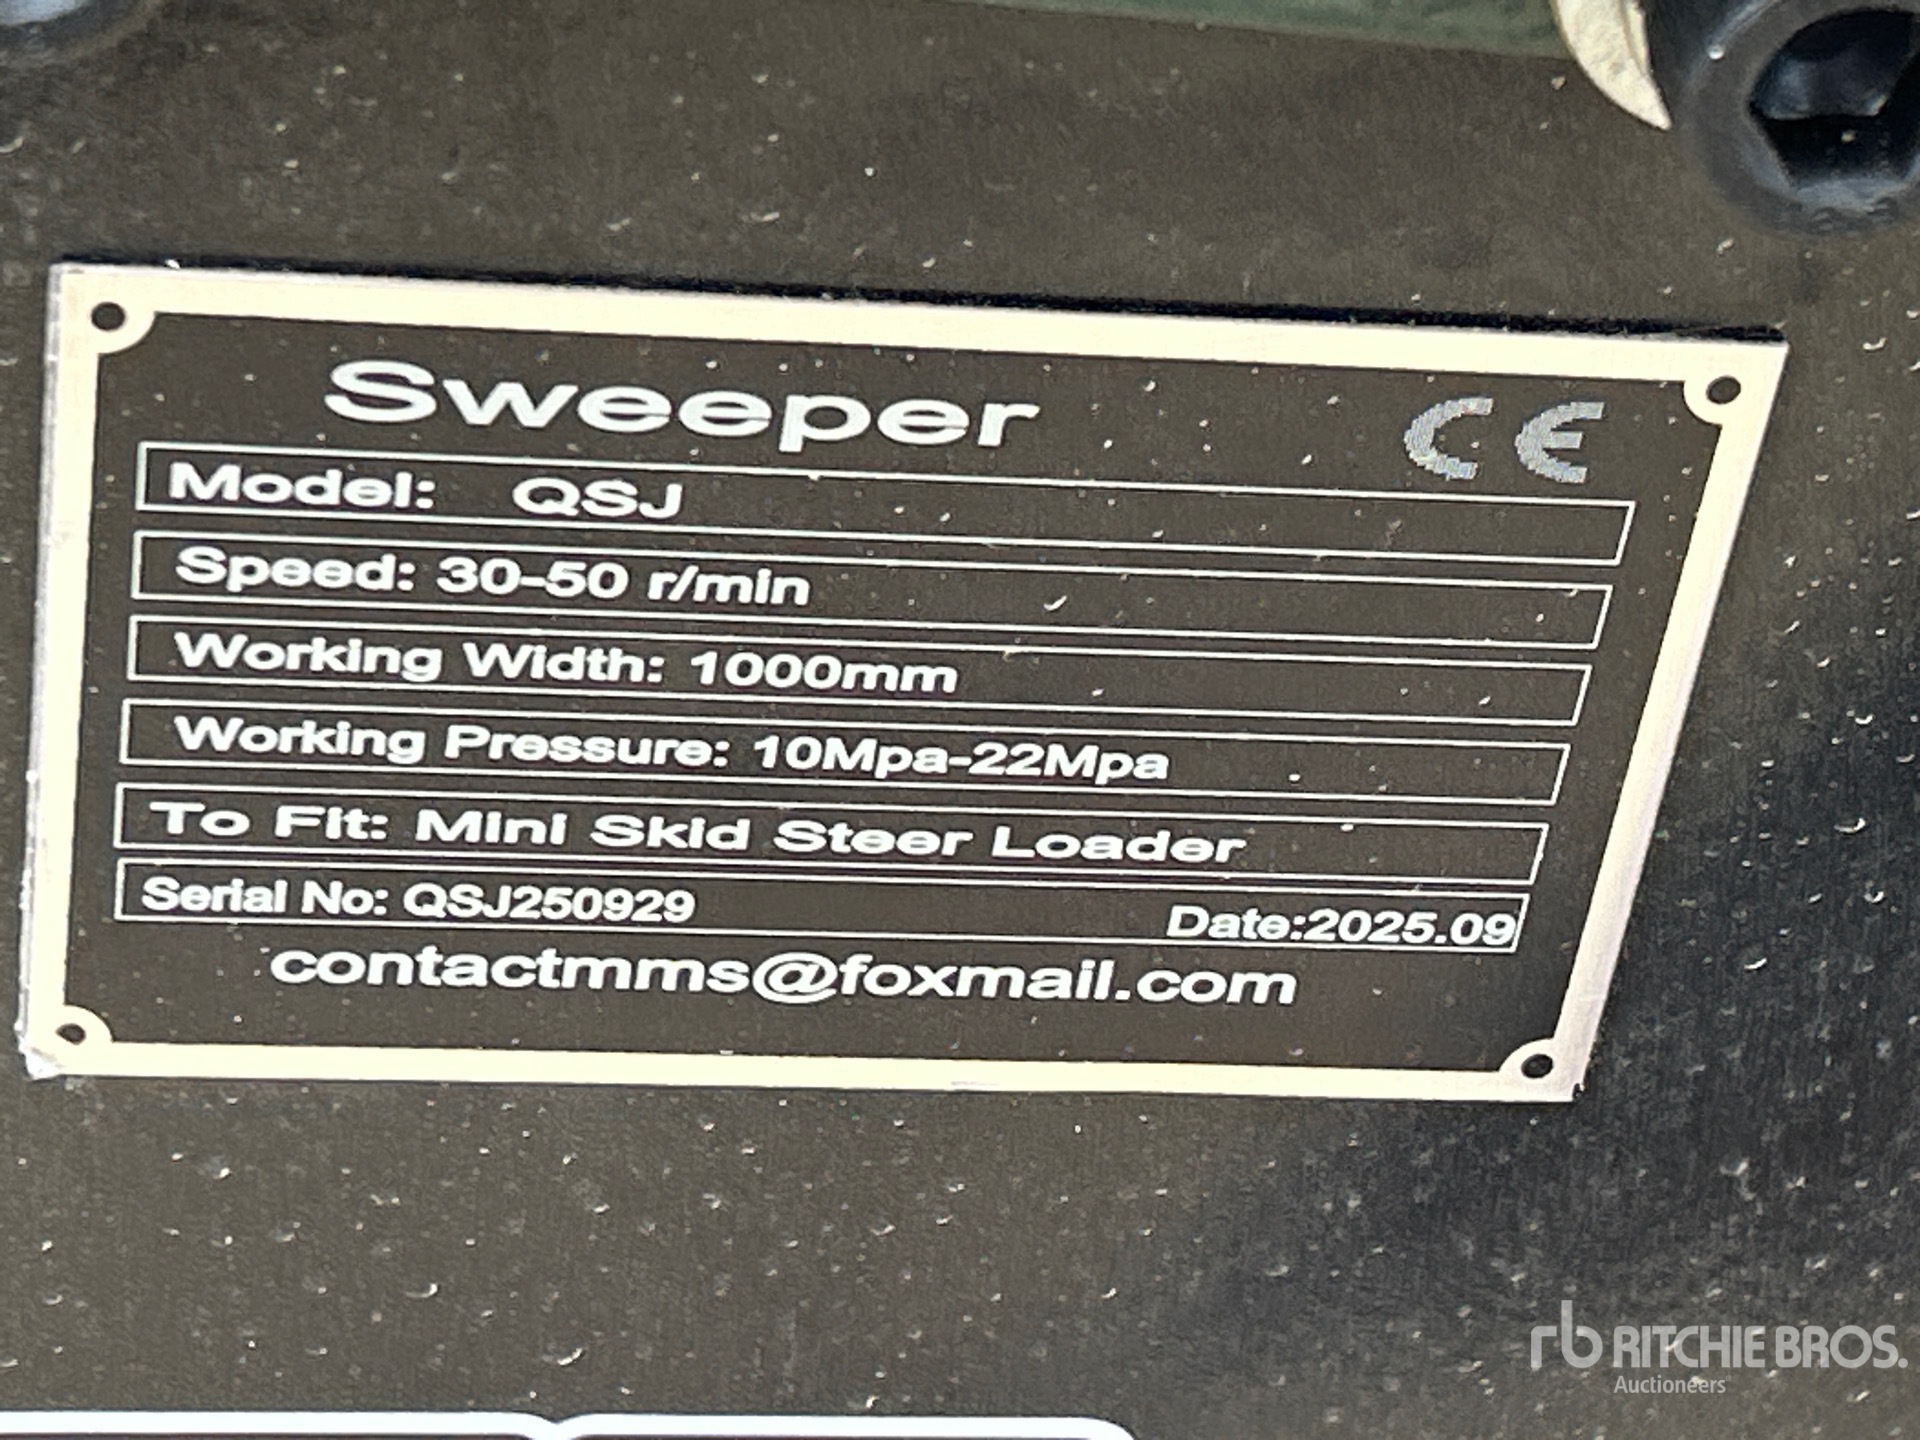 Sweeper CE
Model: QSJ
Speed: 30-50 r/min
Working Width: 1000mm
Working Pressure: 10Mpa-22Mpa
To Fit: Mini Skid Steer Loader
Serial No: QSJ250929 Date:2025.09
contactmms@foxmail.com
rb RITCHIE BROS.
Auctioneers